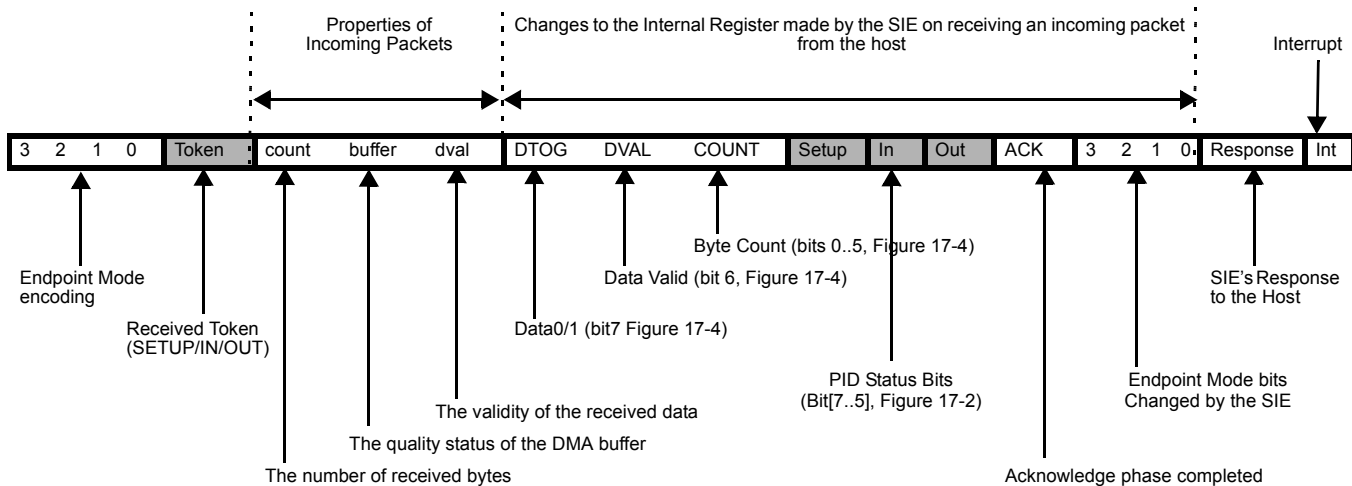 Properties of
Incoming Packets
Changes to the Internal Register made by the SIE on receiving an incoming packet
from the host
Interrupt
3 2 1 0 Token count buffer dval DTOG DVAL COUNT Setup In Out ACK 3 2 1 0 Response Int
Byte Count (bits 0..5, Figure 17-4)
Endpoint Mode
encoding
Data Valid (bit 6, Figure 17-4)
SIE's Response
to the Host
Received Token
(SETUP/IN/OUT)
Data0/1 (bit7 Figure 17-4)
PID Status Bits
(Bit[7..5], Figure 17-2)
Endpoint Mode bits
Changed by the SIE
The validity of the received data
The quality status of the DMA buffer
The number of received bytes
Acknowledge phase completed